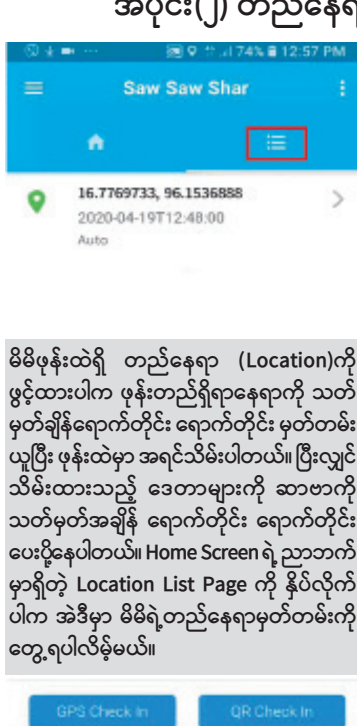 အပိုင်း(၂) တည်နေရ
74% 12:57 PM
Saw Saw Shar
16.7769733, 96.1536888
2020-04-19T12:48:00
Auto
မိမိဖုန်းထဲရှိ တည်နေရာ (Location)ကို
ဖွင့်ထားပါက ဖုန်းတည်ရှိရာနေရာကို သတ်
မှတ်ချိန်ရောက်တိုင်း ရောက်တိုင်း မှတ်တမ်း
ယူပြီး ဖုန်းထဲမှာ အရင်သိမ်းပါတယ်။ ပြီးလျှင်
သိမ်းထားသည့် ဒေတာများကို ဆာဗာကို
သတ်မှတ်အချိန် ရောက်တိုင်း ရောက်တိုင်း
ပေးပို့နေပါတယ်။ Home Screen ရဲ့ ညာဘက်
မှာရှိတဲ့ Location List Page ကို နှိပ်လိုက်
ပါက အဲဒီမှာ မိမိရဲ့တည်နေရာမှတ်တမ်းကို
တွေ့ရပါလိမ့်မယ်။
GPS Check In QR Check In